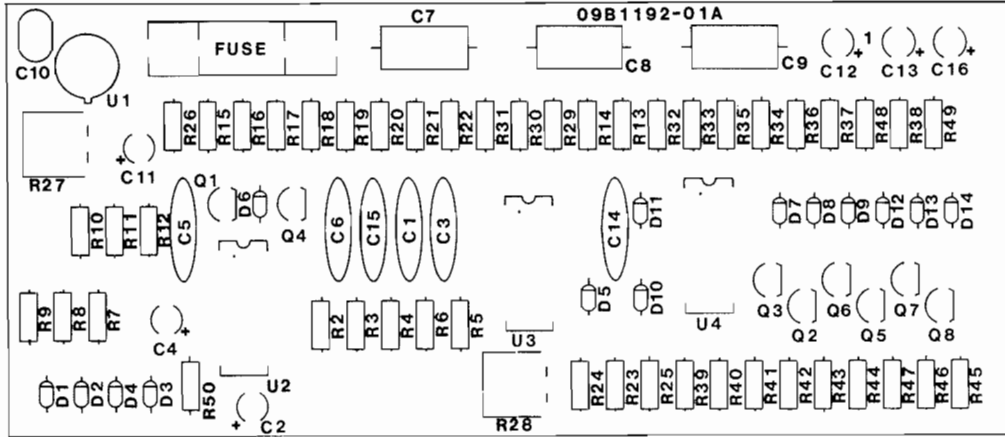 C7
09B1192-01A
FUSE
C10
C8
C9
1
C12
C13
C16
U1
R26
R15
R16
R17
R18
R19
R20
R21
R22
R31
R30
R29
R14
R13
R32
R33
R35
R34
R36
R37
R48
R38
R49
R27
C11
Q1
D6
Q4
R10
R11
R12
C5
C6
C15
C1
C3
C14
D11
D7
D8
D9
D12
D13
D14
R9
R8
R7
C4
R2
R3
R4
R6
R5
U3
D5
D10
U4
Q3
Q2
Q6
Q5
Q7
Q8
D1
D2
D4
D3
R50
U2
C2
R28
R24
R23
R25
R39
R40
R41
R42
R43
R44
R47
R46
R45